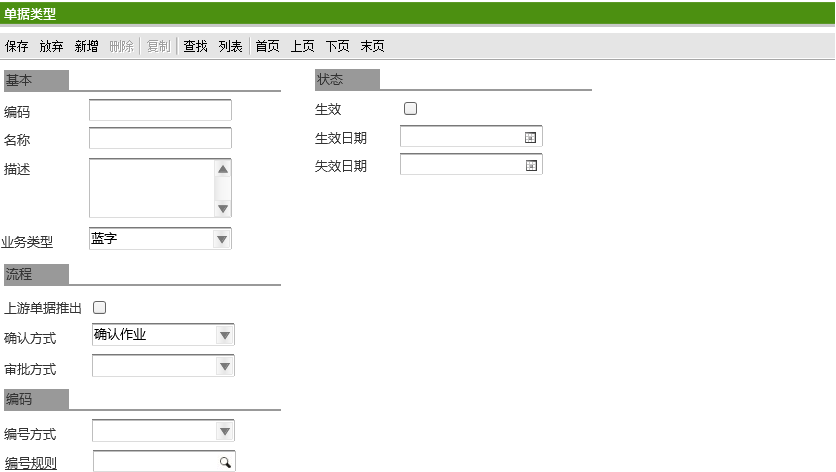 单据类型
保存 放弃 新增 删除 复制 查找 列表 首页 上页 下页 末页
基本
编码
名称
描述
业务类型 蓝字
流程
上游单据推出
确认方式 确认作业
审批方式
编码
编号方式
编号规则
状态
生效
生效日期
失效日期